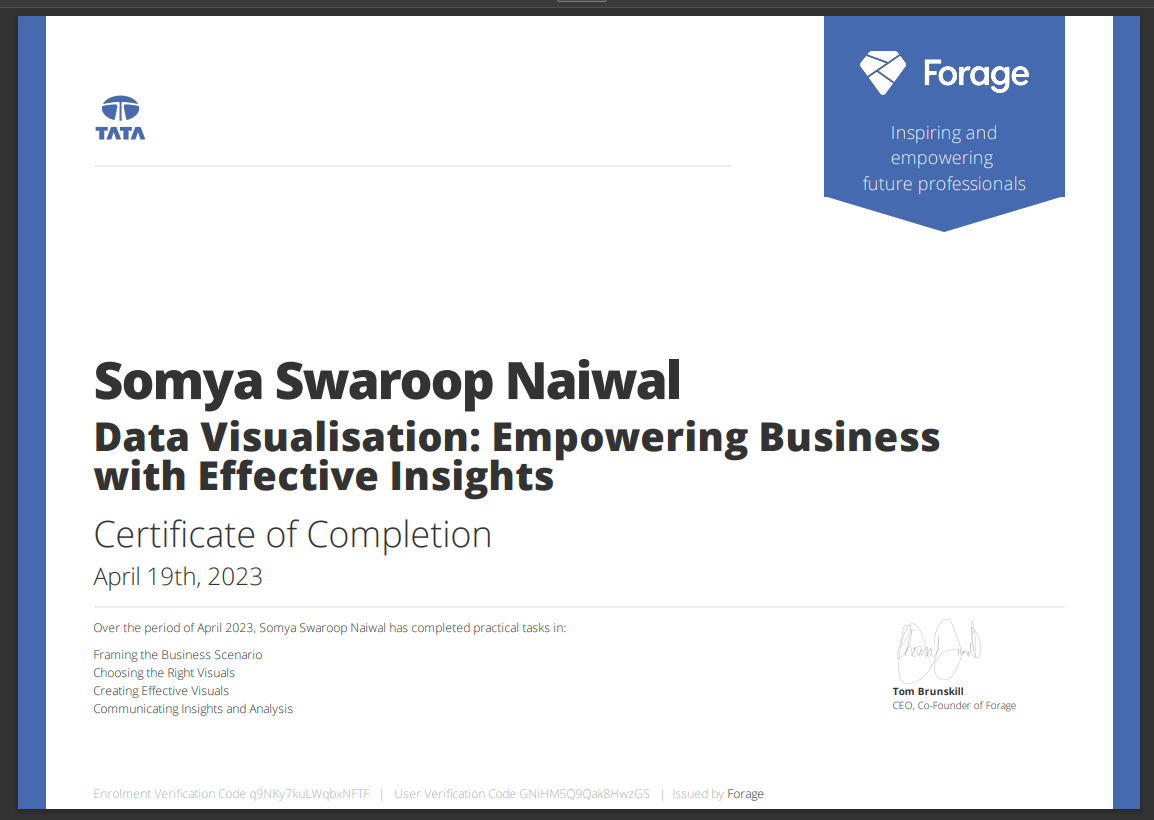 Forage
Inspiring and
empowering
future professionals
TATA
Somya Swaroop Naiwal
Data Visualisation: Empowering Business
with Effective Insights
Certificate of Completion
April 19th, 2023
Over the period of April 2023, Somya Swaroop Naiwal has completed practical tasks in:
Framing the Business Scenario
Choosing the Right Visuals
Creating Effective Visuals
Communicating Insights and Analysis
Tom Brunskill
CEO, Co-Founder of Forage
Enrolment Verification Code q9NKy7kuLWqbxNFTF | User Verification Code GNiHM5Q9Qak8HwzGS | Issued by Forage